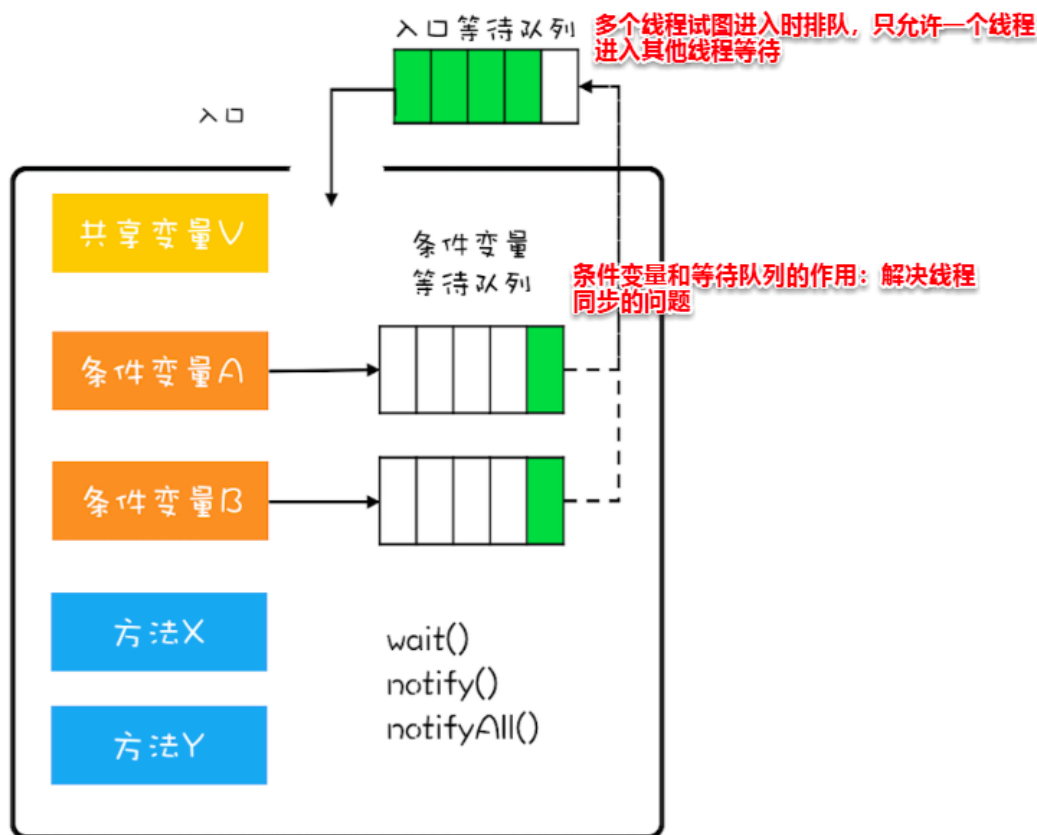 入口等待队列
多个线程试图进入时排队，只允许一个线程
进入其他线程等待
入口
共享变量V
条件变量
等待队列
条件变量和等待队列的作用：解决线程
同步的问题
条件变量A
条件变量B
方法X
wait()
notify()
notifyAll()
方法Y